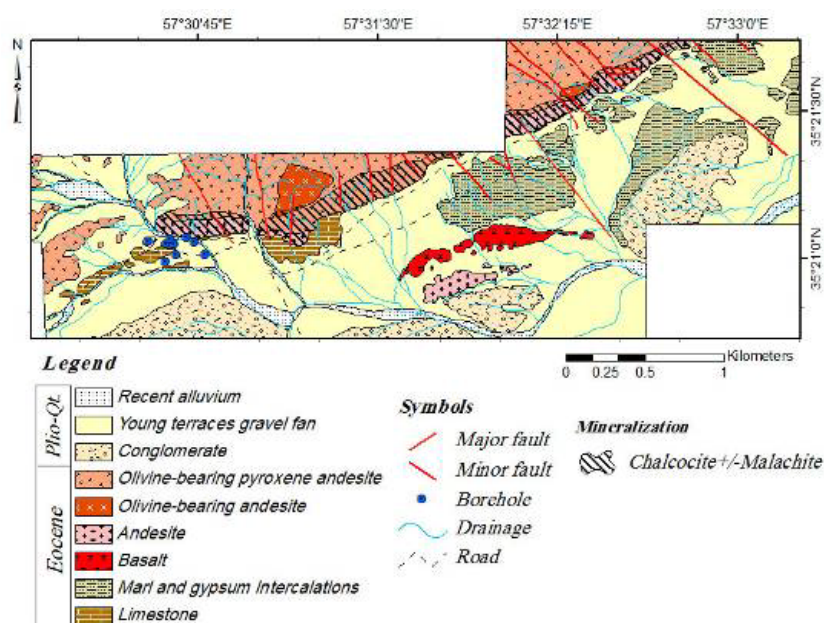 57°30'45"E 57°31'30"E 57°32'15"E 57°33'0"E
N
S
35°21'30"N
35°21'0"N
Legend
Kilometers
0 0.25 0.5 1
Plio-Qt.
Recent alluvium
Young terraces gravel fan
Conglomerate
Eocene
Olivine-bearing pyroxene andesite
Olivine-bearing andesite
Andesite
Basalt
Marl and gypsum Intercalations
Limestone
Symbols
Major fault
Minor fault
Borehole
Drainage
Road
Mineralization
Chalcocite+/-Malachite